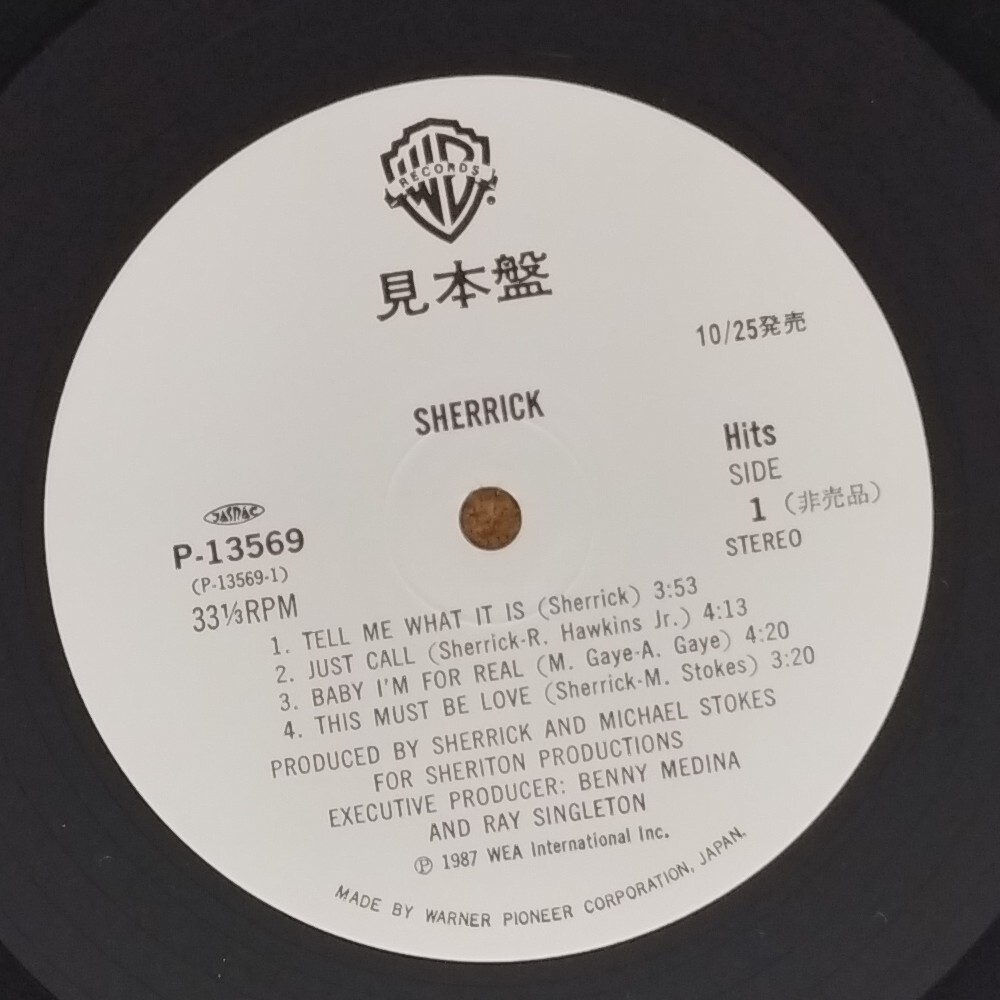 WB
RECORDS
見本盤
10/25発売
SHERRICK
Hits
SIDE
1 (非売品)
STEREO
JASRAC
P-13569
(P-13569-1)
33⅓RPM
1. TELL ME WHAT IT IS (Sherrick) 3:53
2. JUST CALL (Sherrick-R. Hawkins Jr.) 4:13
3. BABY I'M FOR REAL (M. Gaye-A. Gaye) 4:20
4. THIS MUST BE LOVE (Sherrick-M. Stokes) 3:20
PRODUCED BY SHERRICK AND MICHAEL STOKES
FOR SHERITON PRODUCTIONS
EXECUTIVE PRODUCER: BENNY MEDINA
AND RAY SINGLETON
℗ 1987 WEA International Inc.
MADE BY WARNER PIONEER CORPORATION, JAPAN.